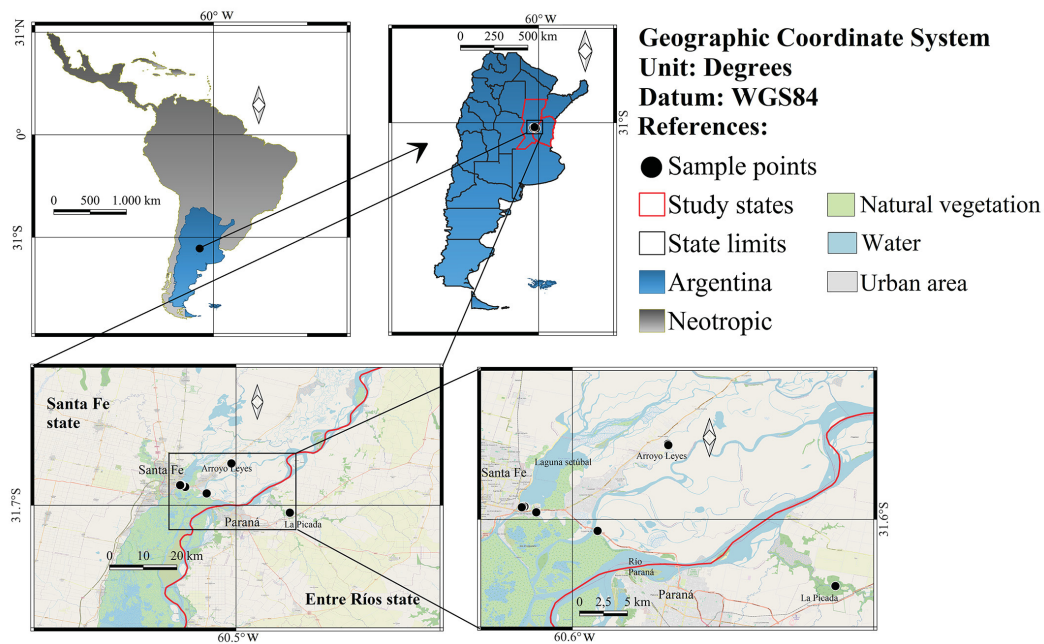 60° W
31°N
0°
31°S
0 500 1.000 km
60° W
0 250 500 km
31°S
Geographic Coordinate System
Unit: Degrees
Datum: WGS84
References:
Sample points
Study states
State limits
Argentina
Neotropic
Natural vegetation
Water
Urban area
Santa Fe
state
Santa Fe
Arroyo Leyes
31.7°S
Paraná
La Picada
0 10 20 km
Entre Ríos state
60.5° W
Santa Fe
Laguna setúbal
Arroyo Leyes
31.6°S
Río
Paraná
Paraná
La Picada
0 2,5 5 km
60.6° W